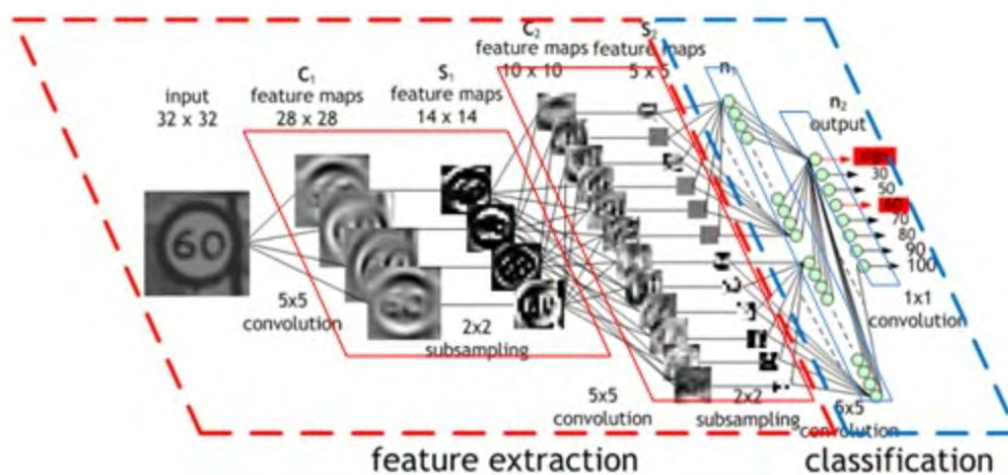 input
32 x 32
C1
feature maps
28 x 28
S1
feature maps
14 x 14
C2
feature maps
10 x 10
S2
feature maps
5 x 5
n1
n2
output
30
50
60
70
80
90
100
60
5x5
convolution
2x2
subsampling
5x5
convolution
2x2
subsampling
1x1
convolution
convolution
feature extraction
classification